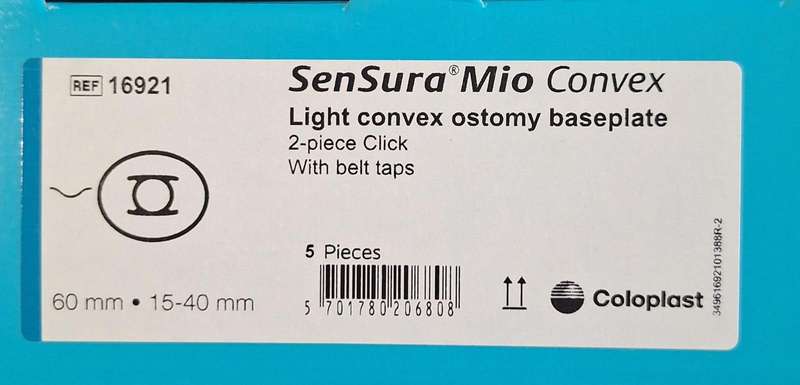 REF 16921
SenSura® Mio Convex
Light convex ostomy baseplate
2-piece Click
With belt taps
5 Pieces
60 mm • 15-40 mm
5 701780 206808
Coloplast
34961692101388R-2